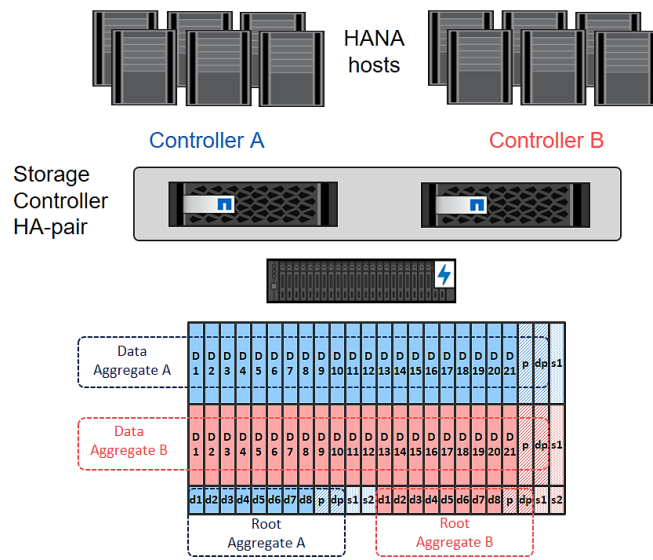 HANA
hosts
Controller A
Controller B
Storage
Controller
HA-pair
Data
Aggregate A
D 1 D 2 D 3 D 4 D 5 D 6 D 7 D 8 D 9 D 10 D 11 D 12 D 13 D 14 D 15 D 16 D 17 D 18 D 19 D 20 D 21 p dp s1
Data
Aggregate B
D 1 D 2 D 3 D 4 D 5 D 6 D 7 D 8 D 9 D 10 D 11 D 12 D 13 D 14 D 15 D 16 D 17 D 18 D 19 D 20 D 21 p dp s1
d1 d2 d3 d4 d5 d6 d7 d8 p dp s1 s2 d1 d2 d3 d4 d5 d6 d7 d8 p dp s1 s2
Root
Aggregate A
Root
Aggregate B